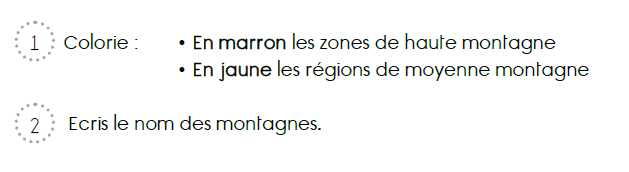 1 Colorie : • En marron les zones de haute montagne
• En jaune les régions de moyenne montagne
2 Ecris le nom des montagnes.